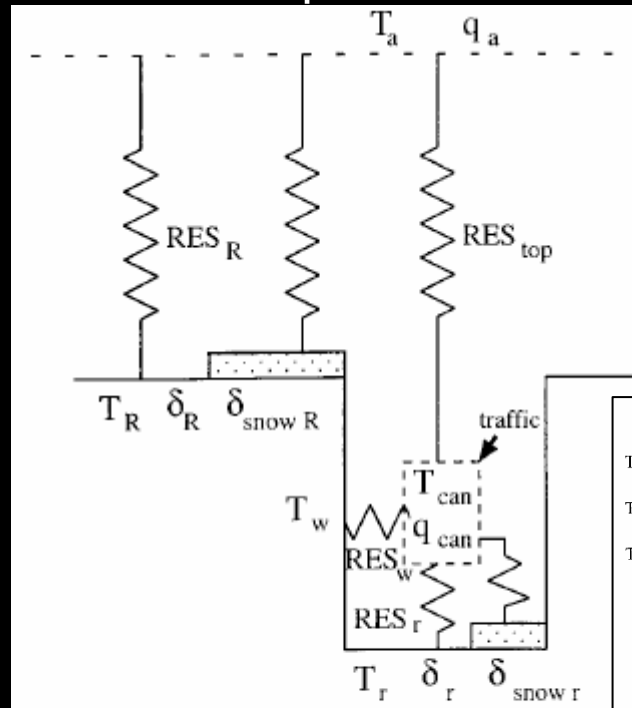 T_a q_a
RES_R
RES_top
T_R δ_R δ_snow R
traffic
T_can
T_w q_can
RES_w
RES_r
T_r δ_r δ_snow r
T
T
T